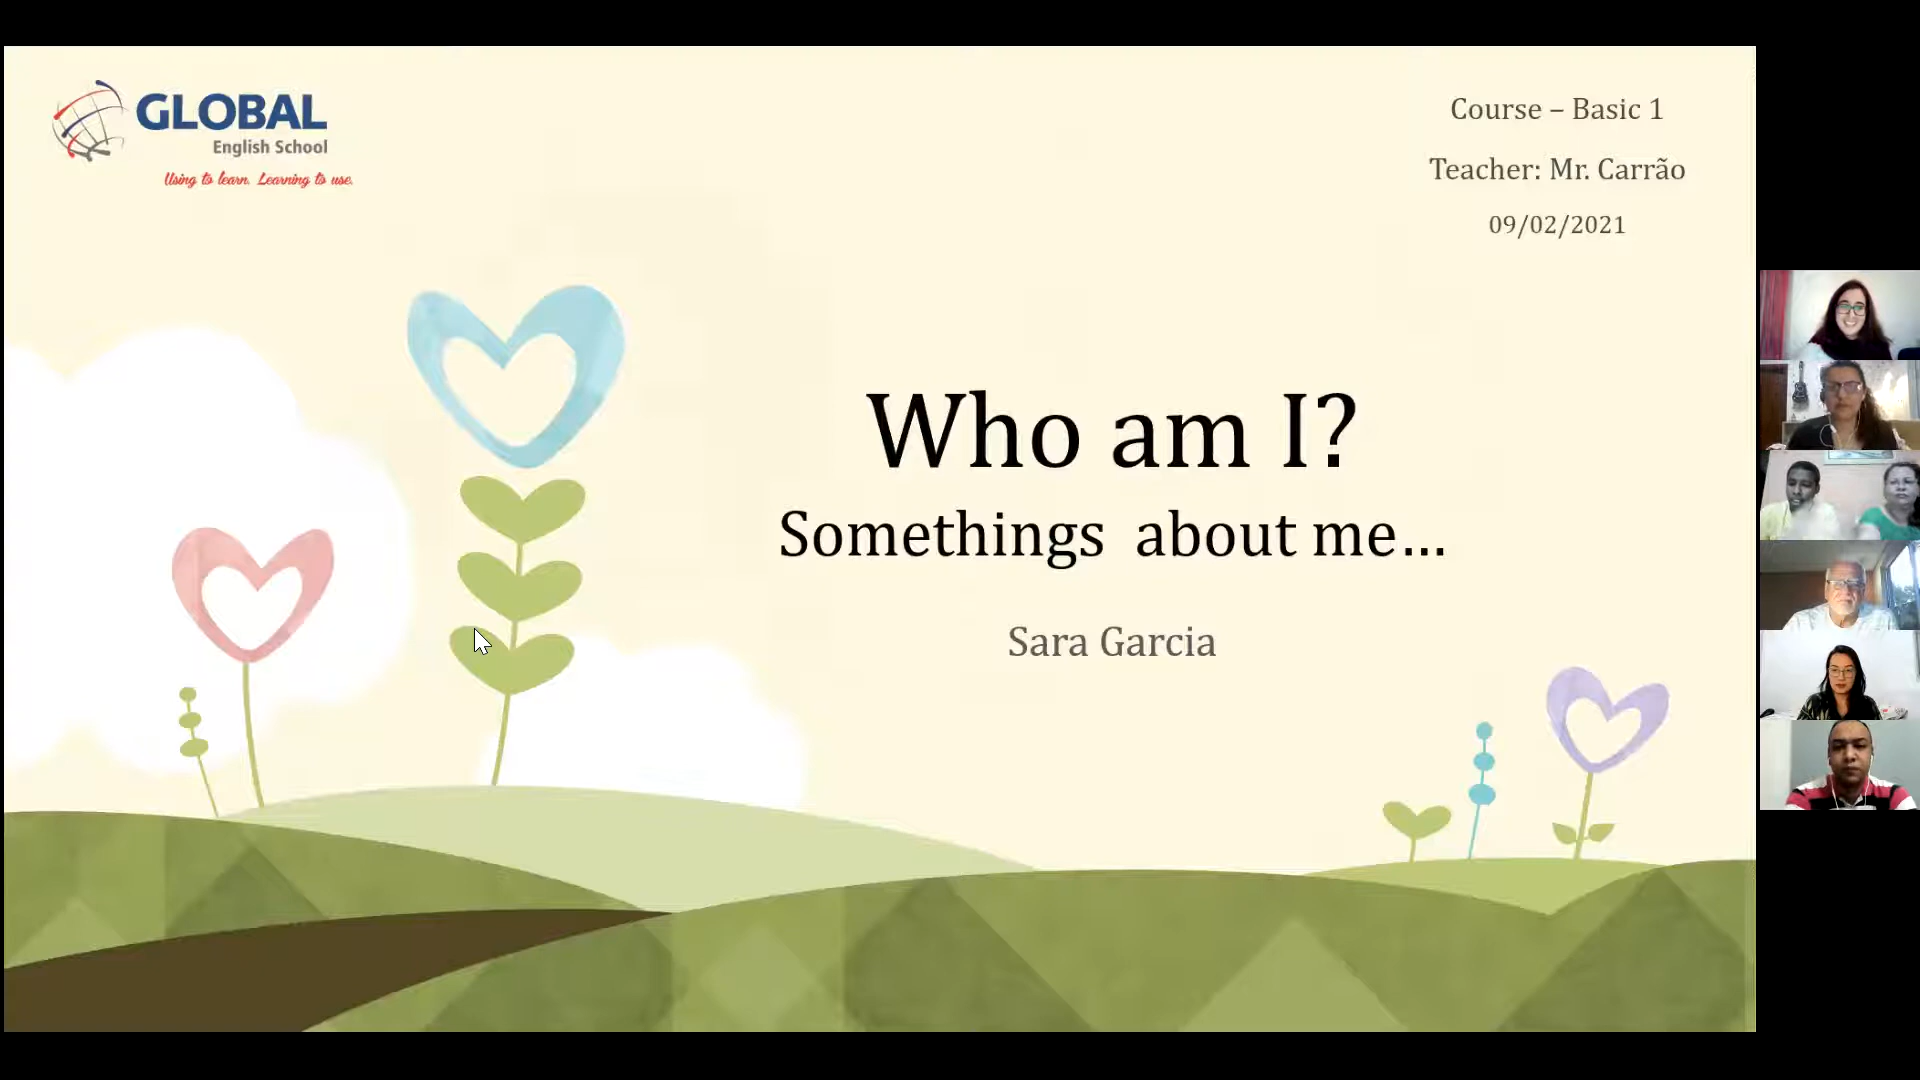 GLOBAL
English School
Using to learn. Learning to use.
Course – Basic 1
Teacher: Mr. Carrão
09/02/2021
Who am I?
Somethings about me...
Sara Garcia